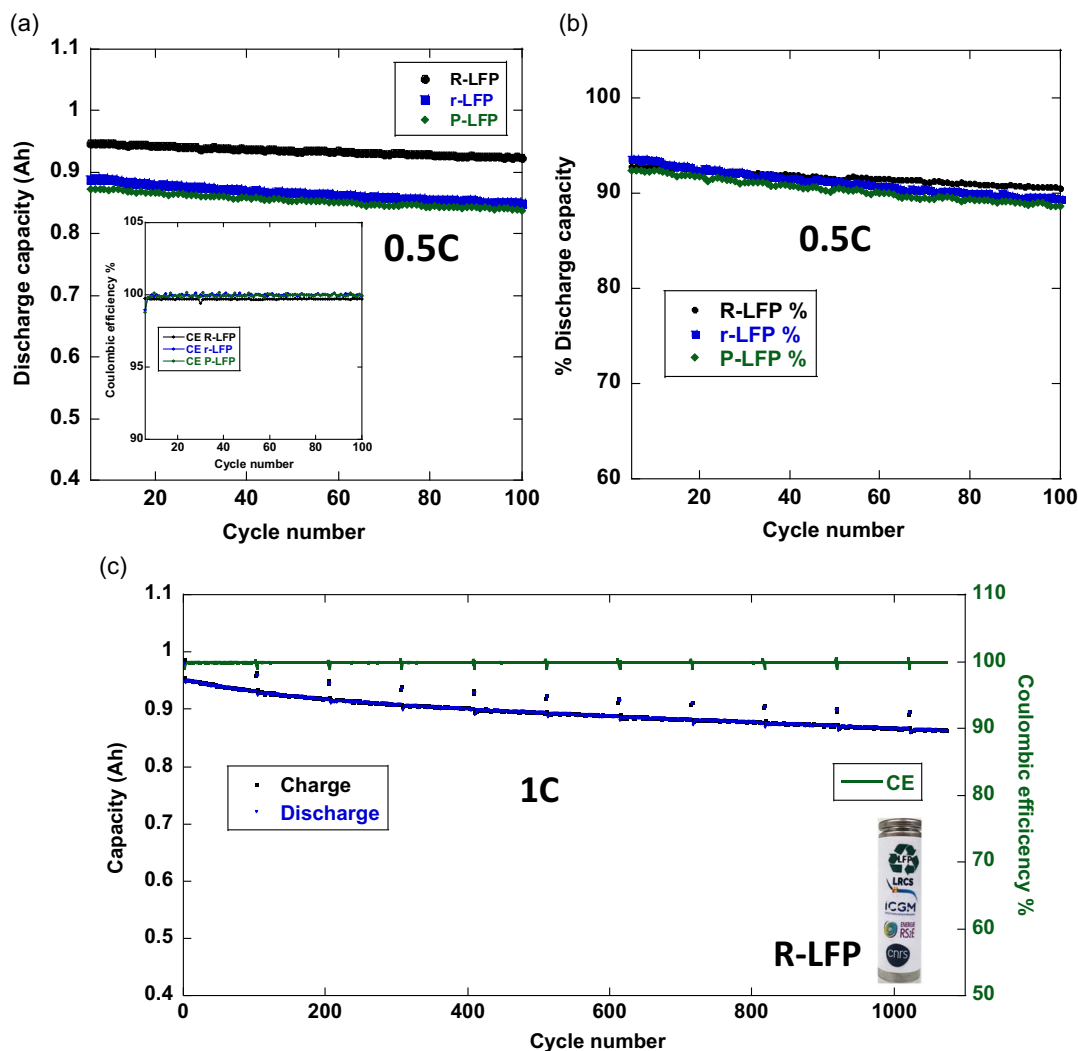 (a)
1.1
1
0.9
0.8
0.7
0.6
0.5
0.4
Discharge capacity (Ah)
R-LFP
r-LFP
P-LFP
0.5C
105
100
95
90
Coulombic efficiency %
CE R-LFP
CE r-LFP
CE P-LFP
20 40 60 80 100
Cycle number
20 40 60 80 100
Cycle number
(b)
100
90
80
70
60
% Discharge capacity
0.5C
R-LFP %
r-LFP %
P-LFP %
20 40 60 80 100
Cycle number
(c)
1.1
1
0.9
0.8
0.7
0.6
0.5
0.4
Capacity (Ah)
Charge
Discharge
1C
CE
110
100
90
80
70
60
50
Coulombic efficicency %
R-LFP
LFP
LRCS
ICGM
ENERGIE
RS2E
cnrs
0 200 400 600 800 1000
Cycle number